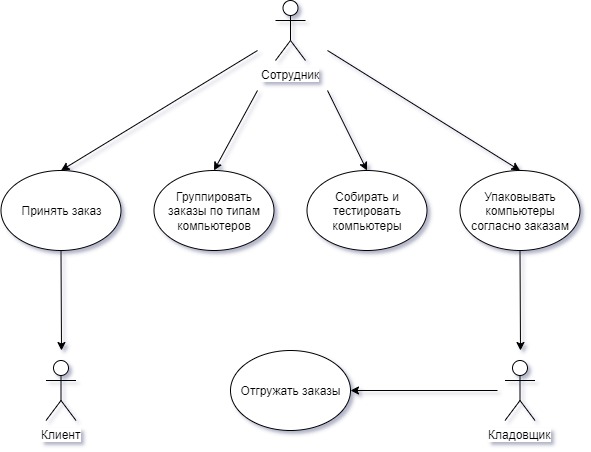 Сотрудник
Принять заказ
Группировать
заказы по типам
компьютеров
Собирать и
тестировать
компьютеры
Упаковывать
компьютеры
согласно заказам
Клиент
Отгружать заказы
Кладовщик